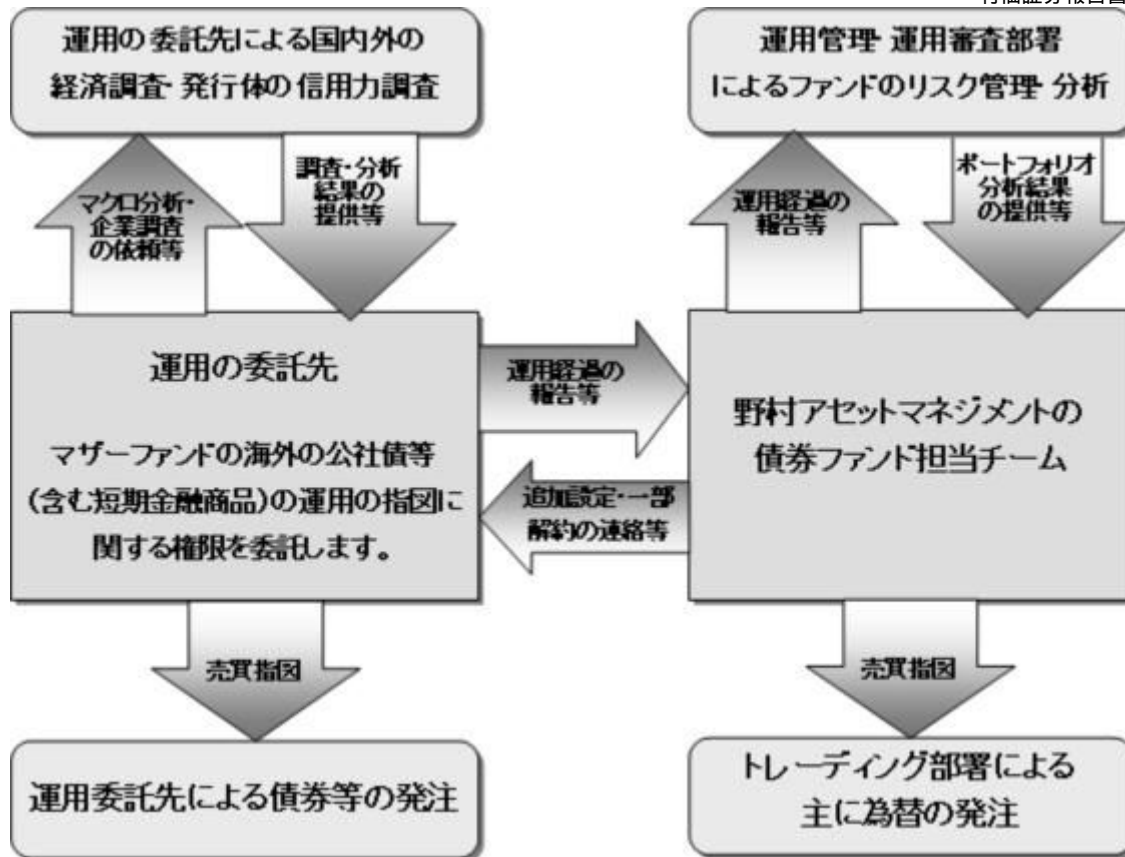 運用の委託先による国内外の
経済調査・発行体の信用力調査
運用管理・運用審査部署
によるファンドのリスク管理・分析
マクロ分析・
企業調査
の依頼等
調査・分析
結果の
提供等
運用経過の
報告等
ポートフォリオ
分析結果
の提供等
運用の委託先
マザーファンドの海外の公社債等
(含む短期金融商品)の運用の指図に
関する権限を委託します。
運用経過の
報告等
追加設定・一部
解約の連絡等
野村アセットマネジメントの
債券ファンド担当チーム
売買指図
売買指図
運用委託先による債券等の発注
トレーディング部署による
主に為替の発注